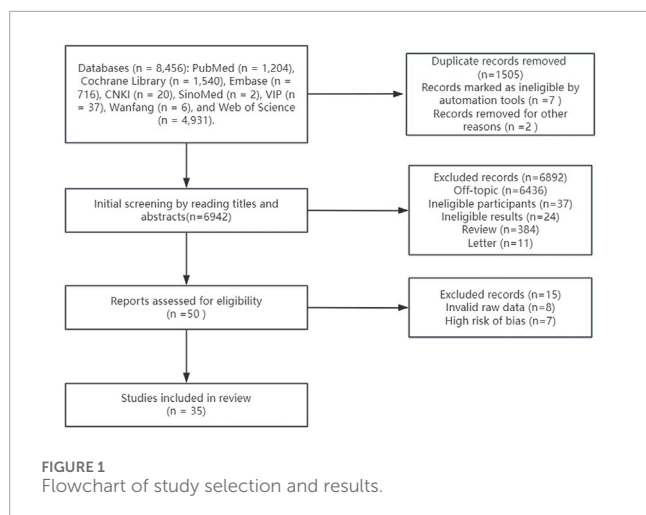 Databases (n = 8,456): PubMed (n = 1,204),
Cochrane Library (n = 1,540), Embase (n =
716), CNKI (n = 20), SinoMed (n = 2), VIP (n
= 37), Wanfang (n = 6), and Web of Science
(n = 4,931).
Duplicate records removed
(n=1505)
Records marked as ineligible by
automation tools (n =7 )
Records removed for other
reasons (n =2 )
Initial screening by reading titles and
abstracts(n=6942)
Excluded records (n=6892)
Off-topic (n=6436)
Ineligible participants (n=37)
Ineligible results (n=24)
Review (n=384)
Letter (n=11)
Reports assessed for eligibility
(n =50 )
Excluded records (n=15)
Invalid raw data (n=8)
High risk of bias (n=7)
Studies included in review
(n = 35)
FIGURE 1
Flowchart of study selection and results.